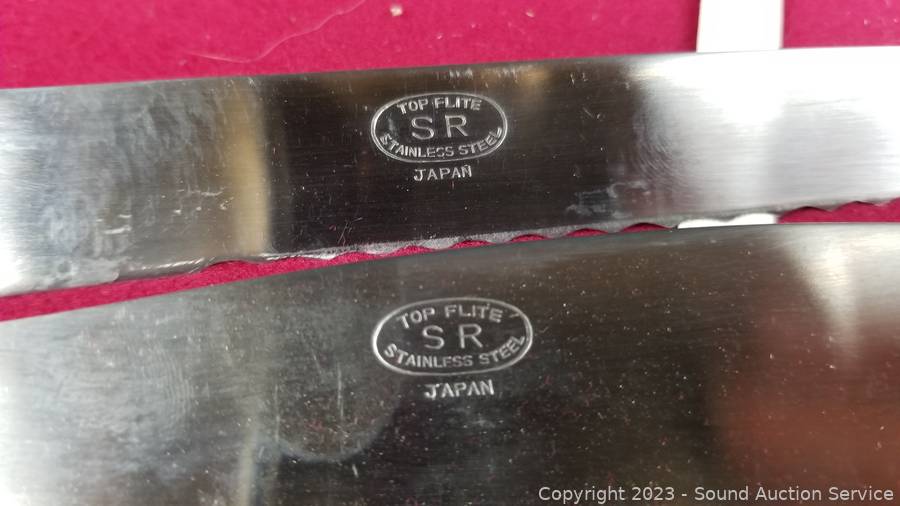 TOP FLITE
SR
STAINLESS STEEL
JAPAN
TOP FLITE
SR
STAINLESS STEEL
JAPAN
Copyright 2023 - Sound Auction Service